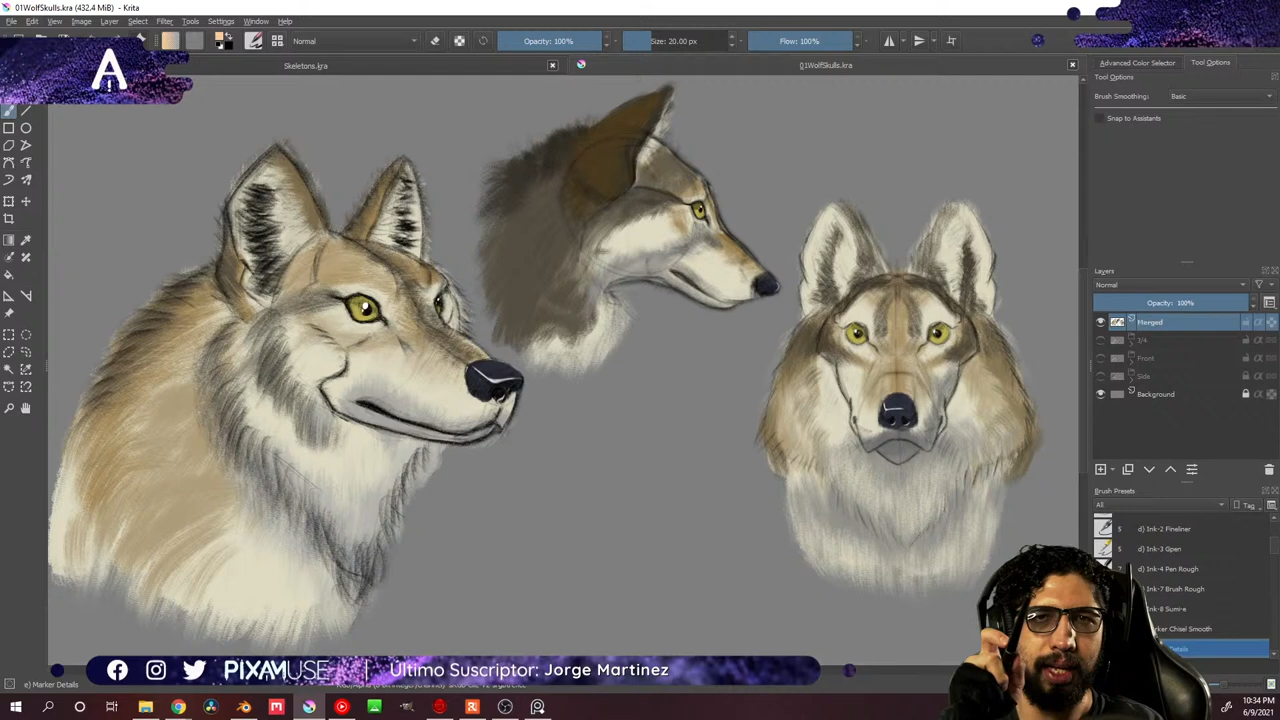 01WolfSkulls.kra (432.4 MiB) - Krita
File Edit View Image Layer Select Filter Tools Settings Window Help
Normal
Opacity: 100%
Size: 20.00 px
Flow: 100%
Skeletons.kra
01WolfSkulls.kra
Advanced Color Selector
Tool Options
Tool Options
Brush Smoothing: Basic
Snap to Assistants
Layers
Normal
Opacity: 100%
Merged
3/4
Front
Side
Background
Brush Presets
All
Tag
d) Ink-2 Fineliner
d) Ink-3 Gpen
d) Ink-4 Pen Rough
d) Ink-7 Brush Rough
d) Ink-8 Sumi-e
Marker Chisel Smooth
Details
PIXAMUSE
Último Suscriptor: Jorge Martinez
e) Marker Details
10:34 PM
6/9/2021